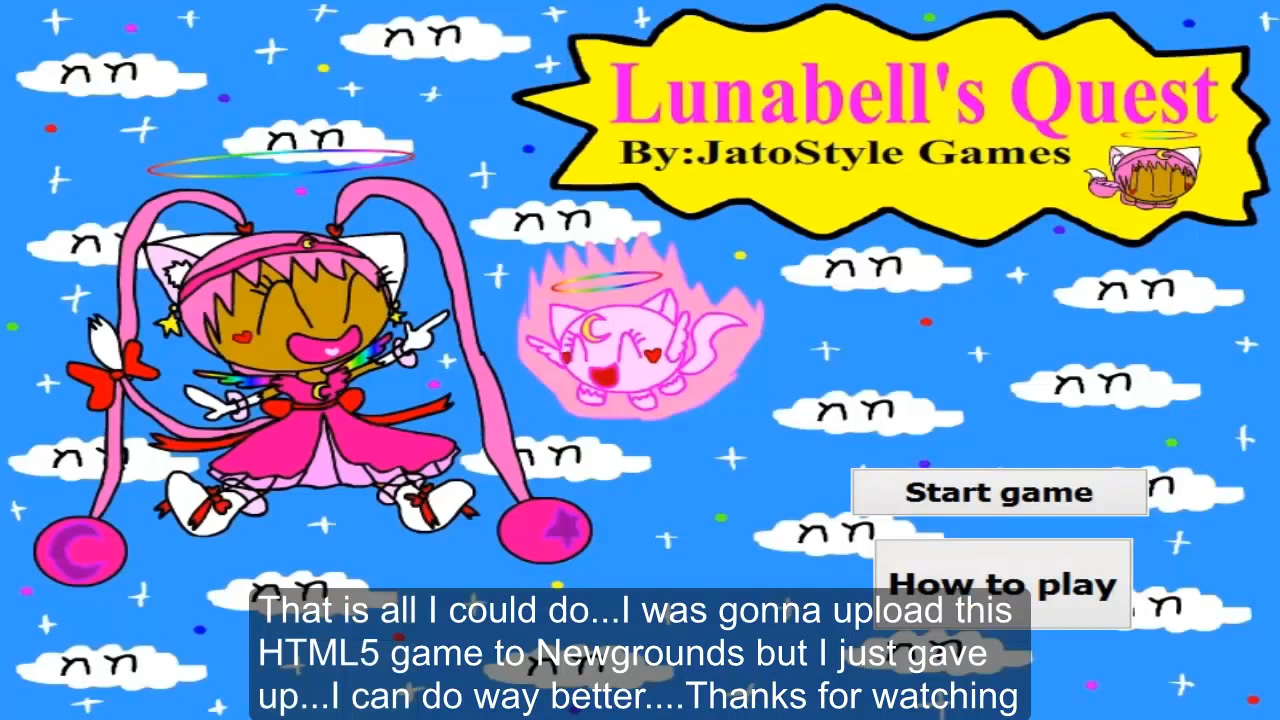 Lunabell's Quest
By:JatoStyle Games
Start game
How to play
That is all I could do...I was gonna upload this
HTML5 game to Newgrounds but I just gave
up...I can do way better....Thanks for watching